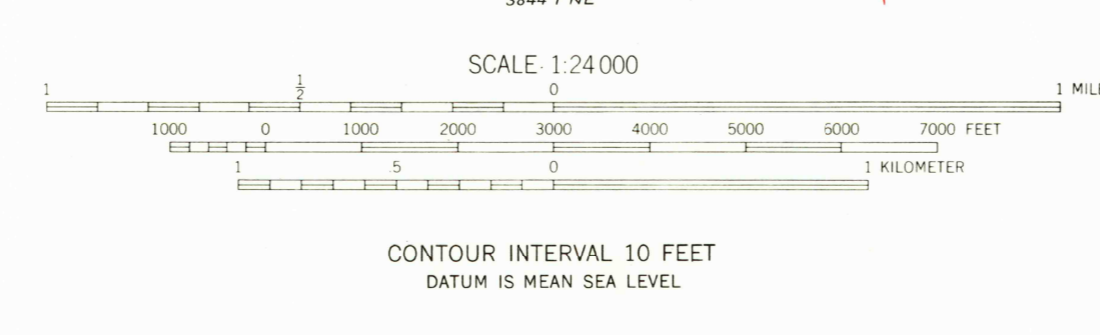 SCALE 1:24 000
1 ½ 0 1
1000 0 1000 2000 3000 4000 5000 6000 7000 FEET
1 .5 0 1 KILOMETER
CONTOUR INTERVAL 10 FEET
DATUM IS MEAN SEA LEVEL